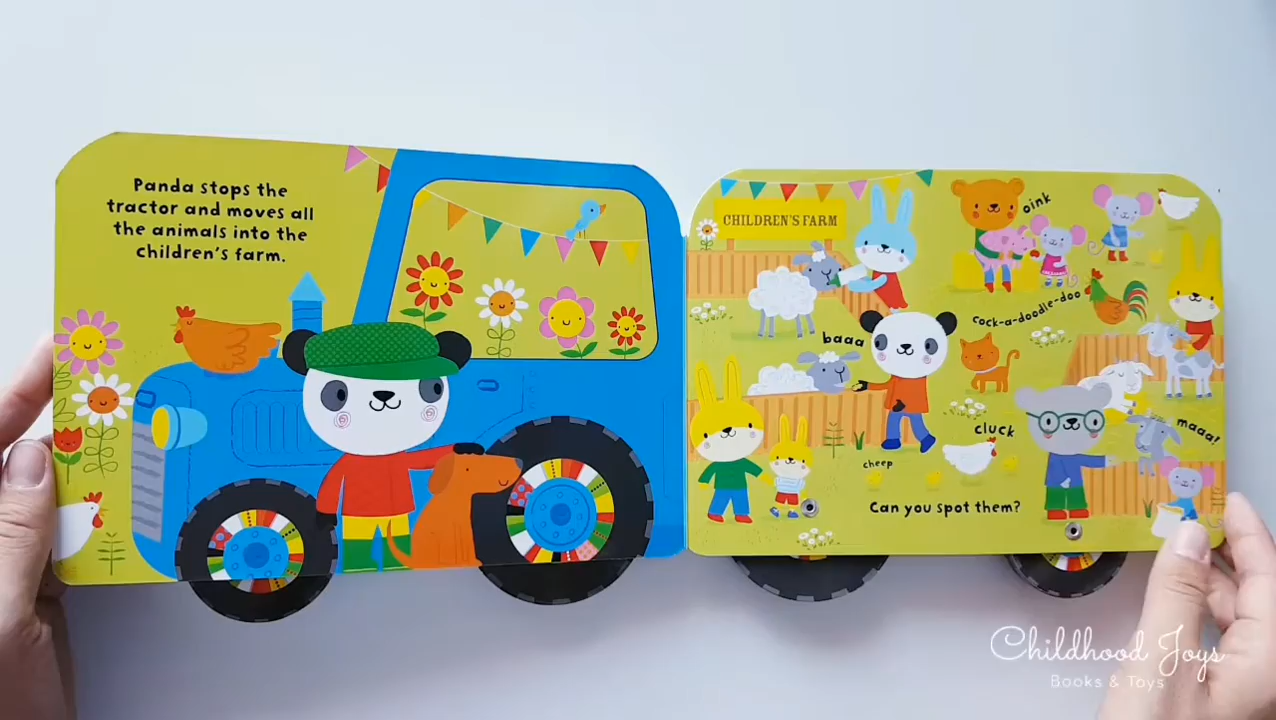 Panda stops the
tractor and moves all
the animals into the
children's farm.
CHILDREN'S FARM
oink
cock-a-doodle-doo
baaa
cluck
maaa!
cheep
Can you spot them?
Childhood Joys
Books & Toys